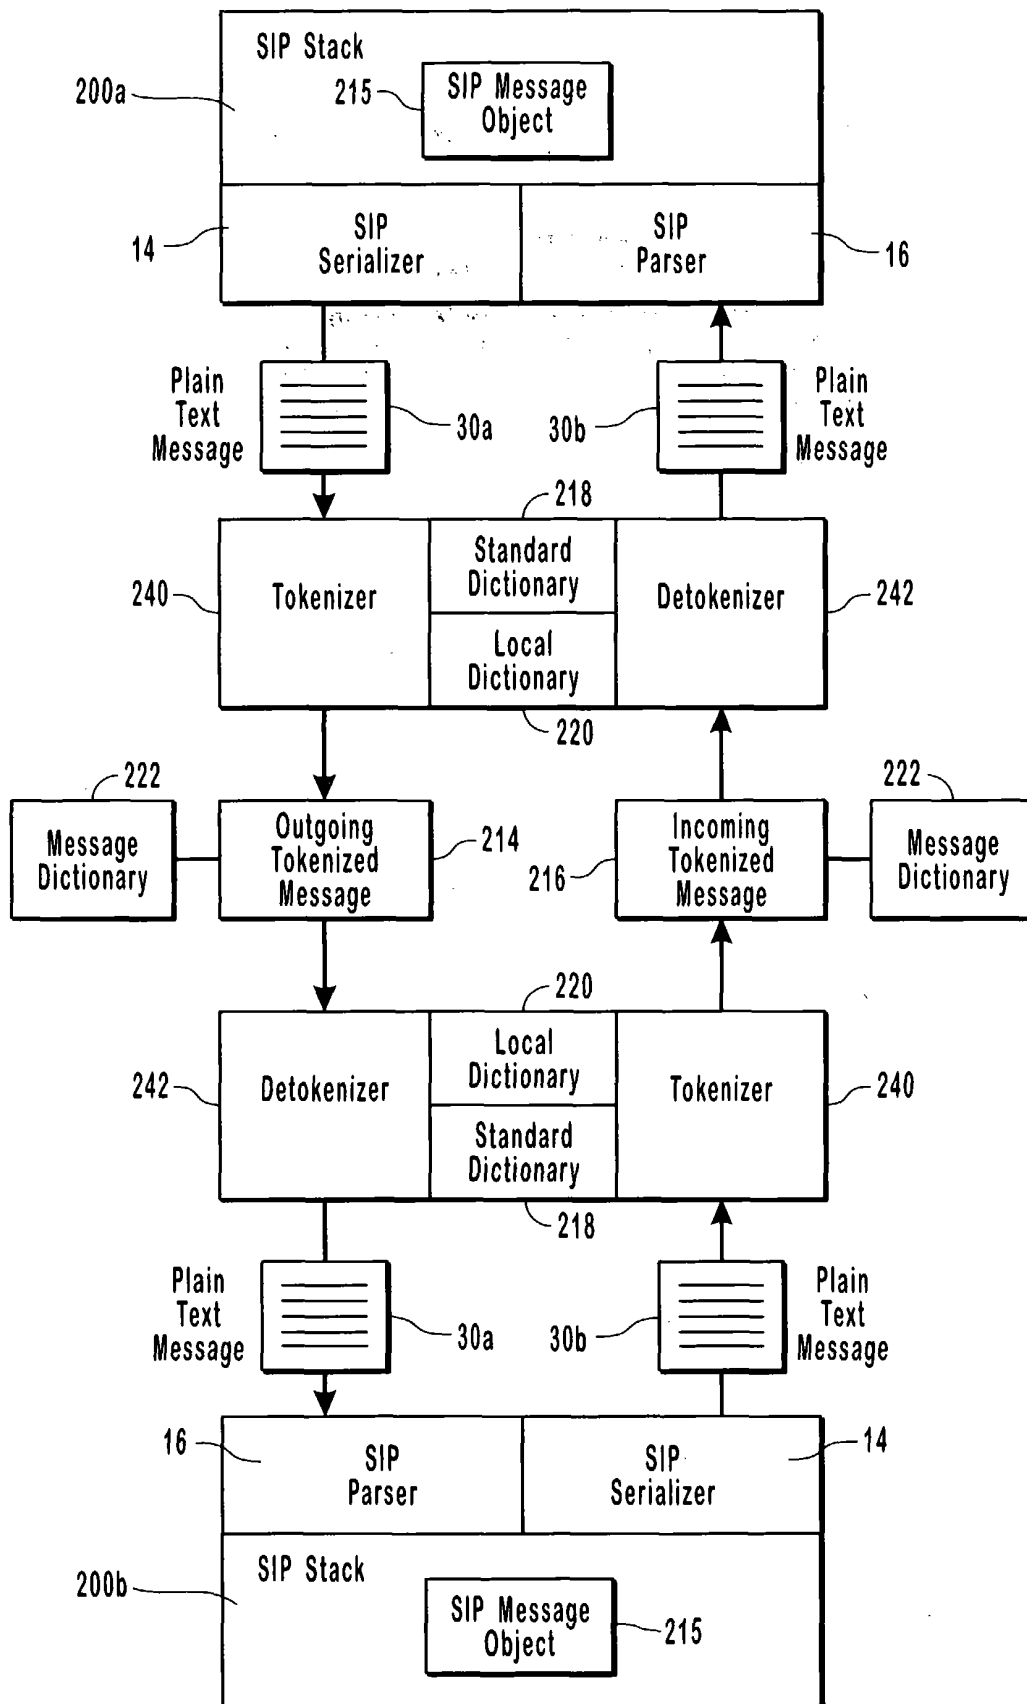 SIP Stack
200a
215
SIP Message
Object
14
SIP
Serializer
SIP
Parser
16
Plain
Text
Message
30a
30b
Plain
Text
Message
218
240
Tokenizer
Standard
Dictionary
Detokenizer
242
Local
Dictionary
220
222
222
Message
Dictionary
Outgoing
Tokenized
Message
214
216
Incoming
Tokenized
Message
Message
Dictionary
220
242
Detokenizer
Local
Dictionary
Tokenizer
240
Standard
Dictionary
218
Plain
Text
Message
30a
30b
Plain
Text
Message
16
SIP
Parser
SIP
Serializer
14
SIP Stack
200b
SIP Message
Object
215